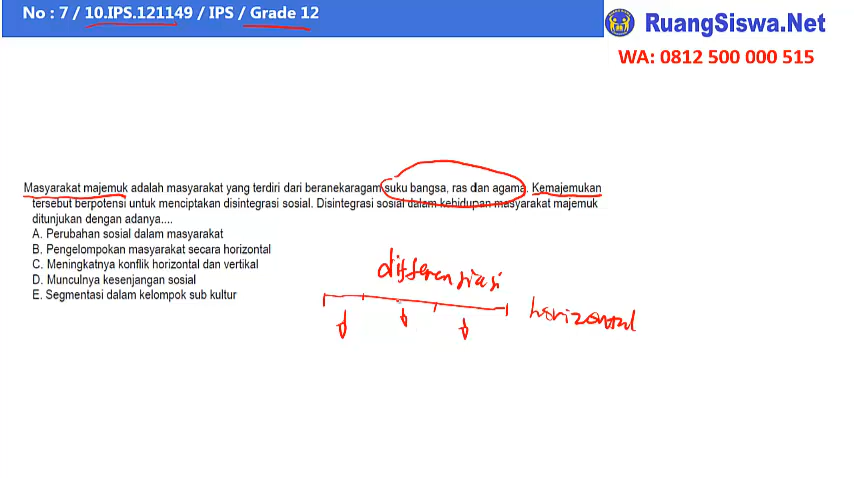 No : 7 / 10.IPS.121149 / IPS / Grade 12
RuangSiswa.Net
WA: 0812 500 000 515
Masyarakat majemuk adalah masyarakat yang terdiri dari beranekaragam suku bangsa, ras dan agama. Kemajemukan
tersebut berpotensi untuk menciptakan disintegrasi sosial. Disintegrasi sosial dalam kehidupan masyarakat majemuk
ditunjukan dengan adanya....
A. Perubahan sosial dalam masyarakat
B. Pengelompokan masyarakat secara horizontal
C. Meningkatnya konflik horizontal dan vertikal
D. Munculnya kesenjangan sosial
E. Segmentasi dalam kelompok sub kultur
differensiasi
horizontal